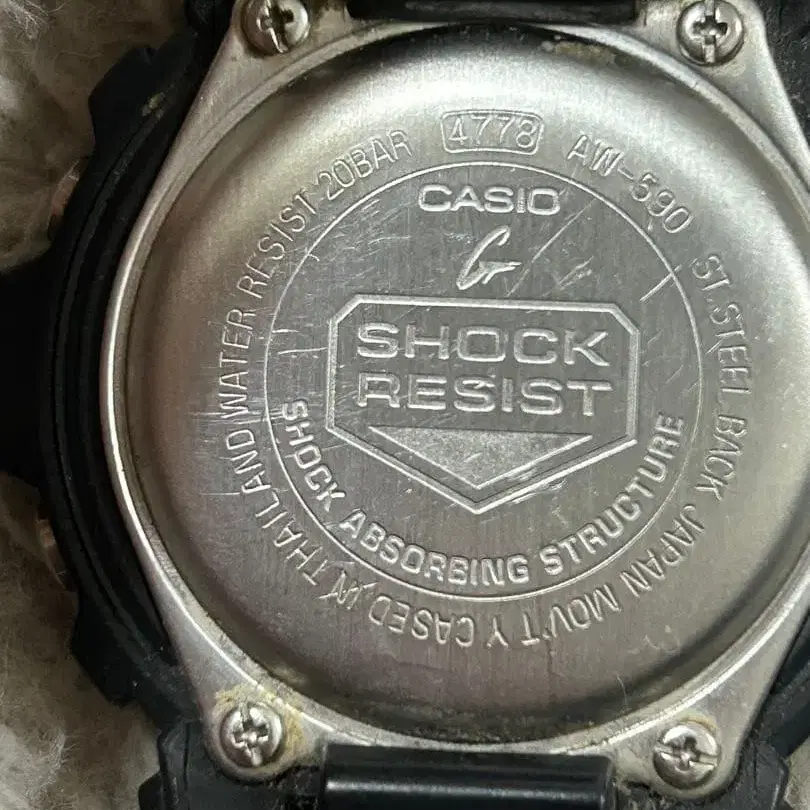 4778
AW-590 ST.STEEL BACK JAPAN MOV'T Y CASED IN THAILAND WATER RESIST 20BAR
CASIO
G
SHOCK
RESIST
SHOCK ABSORBING STRUCTURE